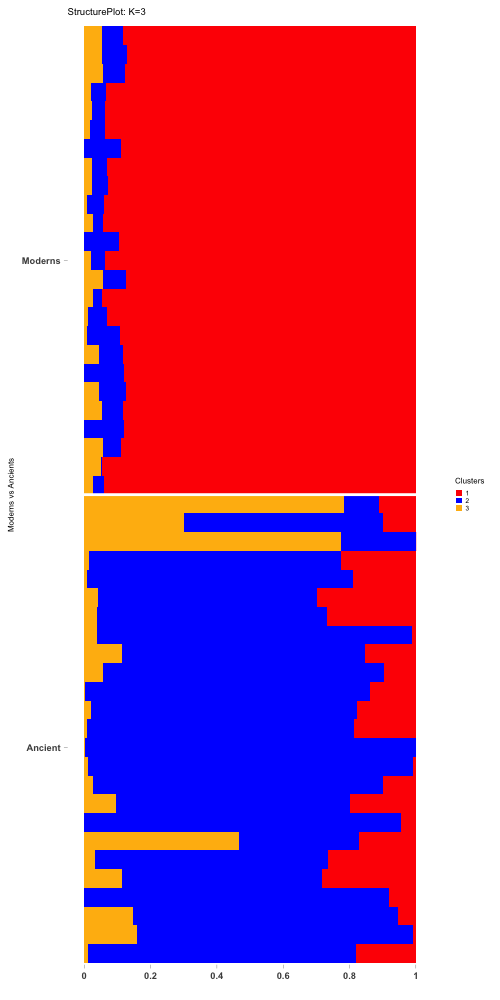 StructurePlot: K=3
Moderns
Moderns vs Ancients
Clusters
1
2
3
Ancient
0 0.2 0.4 0.6 0.8 1